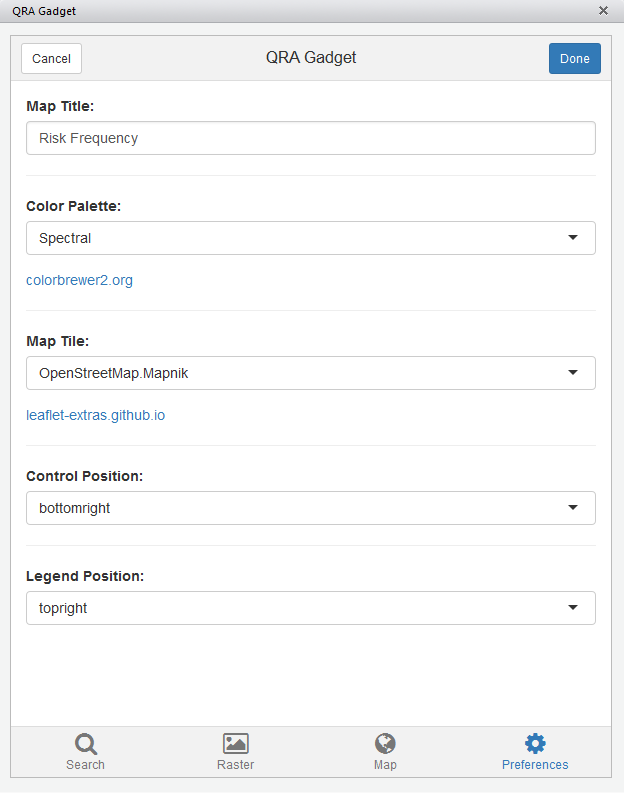 QRA Gadget
Cancel QRA Gadget Done
Map Title:
Risk Frequency
Color Palette:
Spectral
colorbrewer2.org
Map Tile:
OpenStreetMap.Mapnik
leaflet-extras.github.io
Control Position:
bottomright
Legend Position:
topright
Search Raster Map Preferences